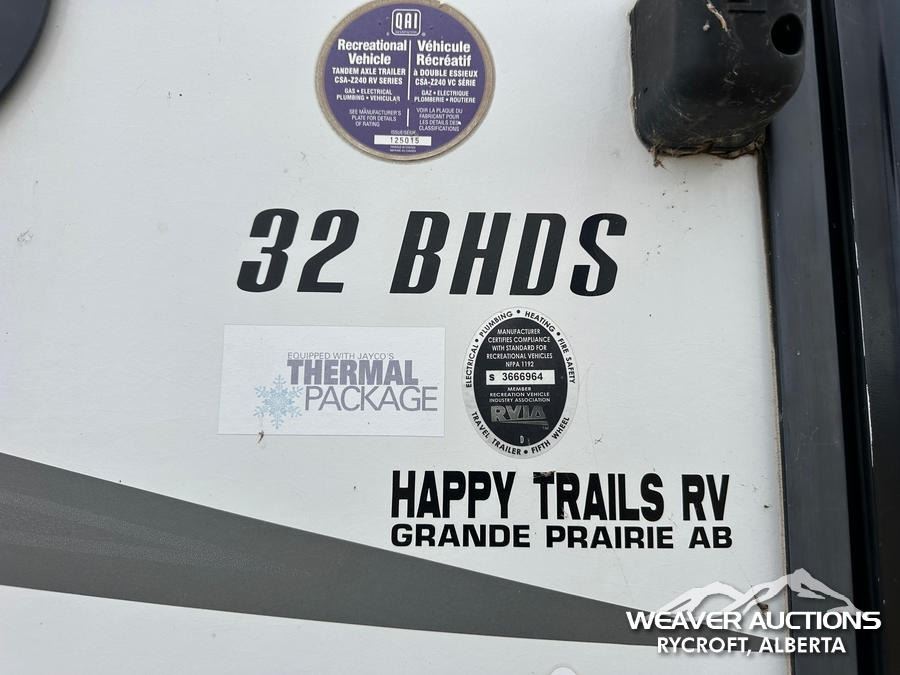 QAI
Recreational Vehicle
TANDEM AXLE TRAILER
CSA-Z240 RV SERIES
GAS • ELECTRICAL
PLUMBING • VEHICULAR
SEE MANUFACTURER'S
PLATE FOR DETAILS
OF RATING
Véhicule Récréatif
à DOUBLE ESSIEUX
CSA-Z240 VC SÉRIE
GAZ • ELECTRIQUE
PLOMBERIE • ROUTIERE
VOIR LA PLAQUE DU
FABRICANT POUR
LES DETAILS DES
CLASSIFICATIONS
125015
32 BHDS
EQUIPPED WITH JAYCO'S
THERMAL
PACKAGE
ELECTRICAL • PLUMBING • HEATING • FIRE SAFETY
MANUFACTURER
CERTIFIES COMPLIANCE
WITH STANDARD FOR
RECREATIONAL VEHICLES
NFPA 1192
S 3666964
MEMBER
RECREATION VEHICLE
INDUSTRY ASSOCIATION
RVIA
TM
D
TRAVEL TRAILER • FIFTH WHEEL
HAPPY TRAILS RV
GRANDE PRAIRIE AB
WEAVER AUCTIONS
RYCROFT, ALBERTA